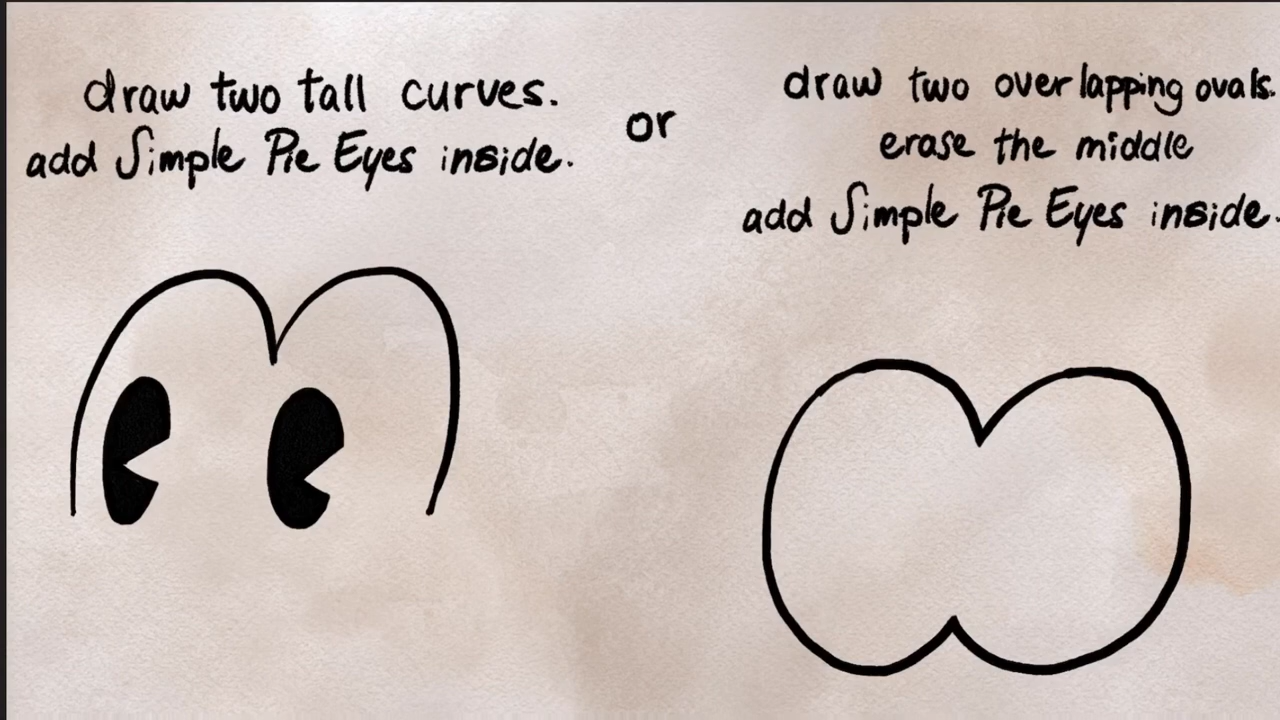 draw two tall curves.
add Simple Pie Eyes inside.
or
draw two overlapping ovals.
erase the middle
add Simple Pie Eyes inside.